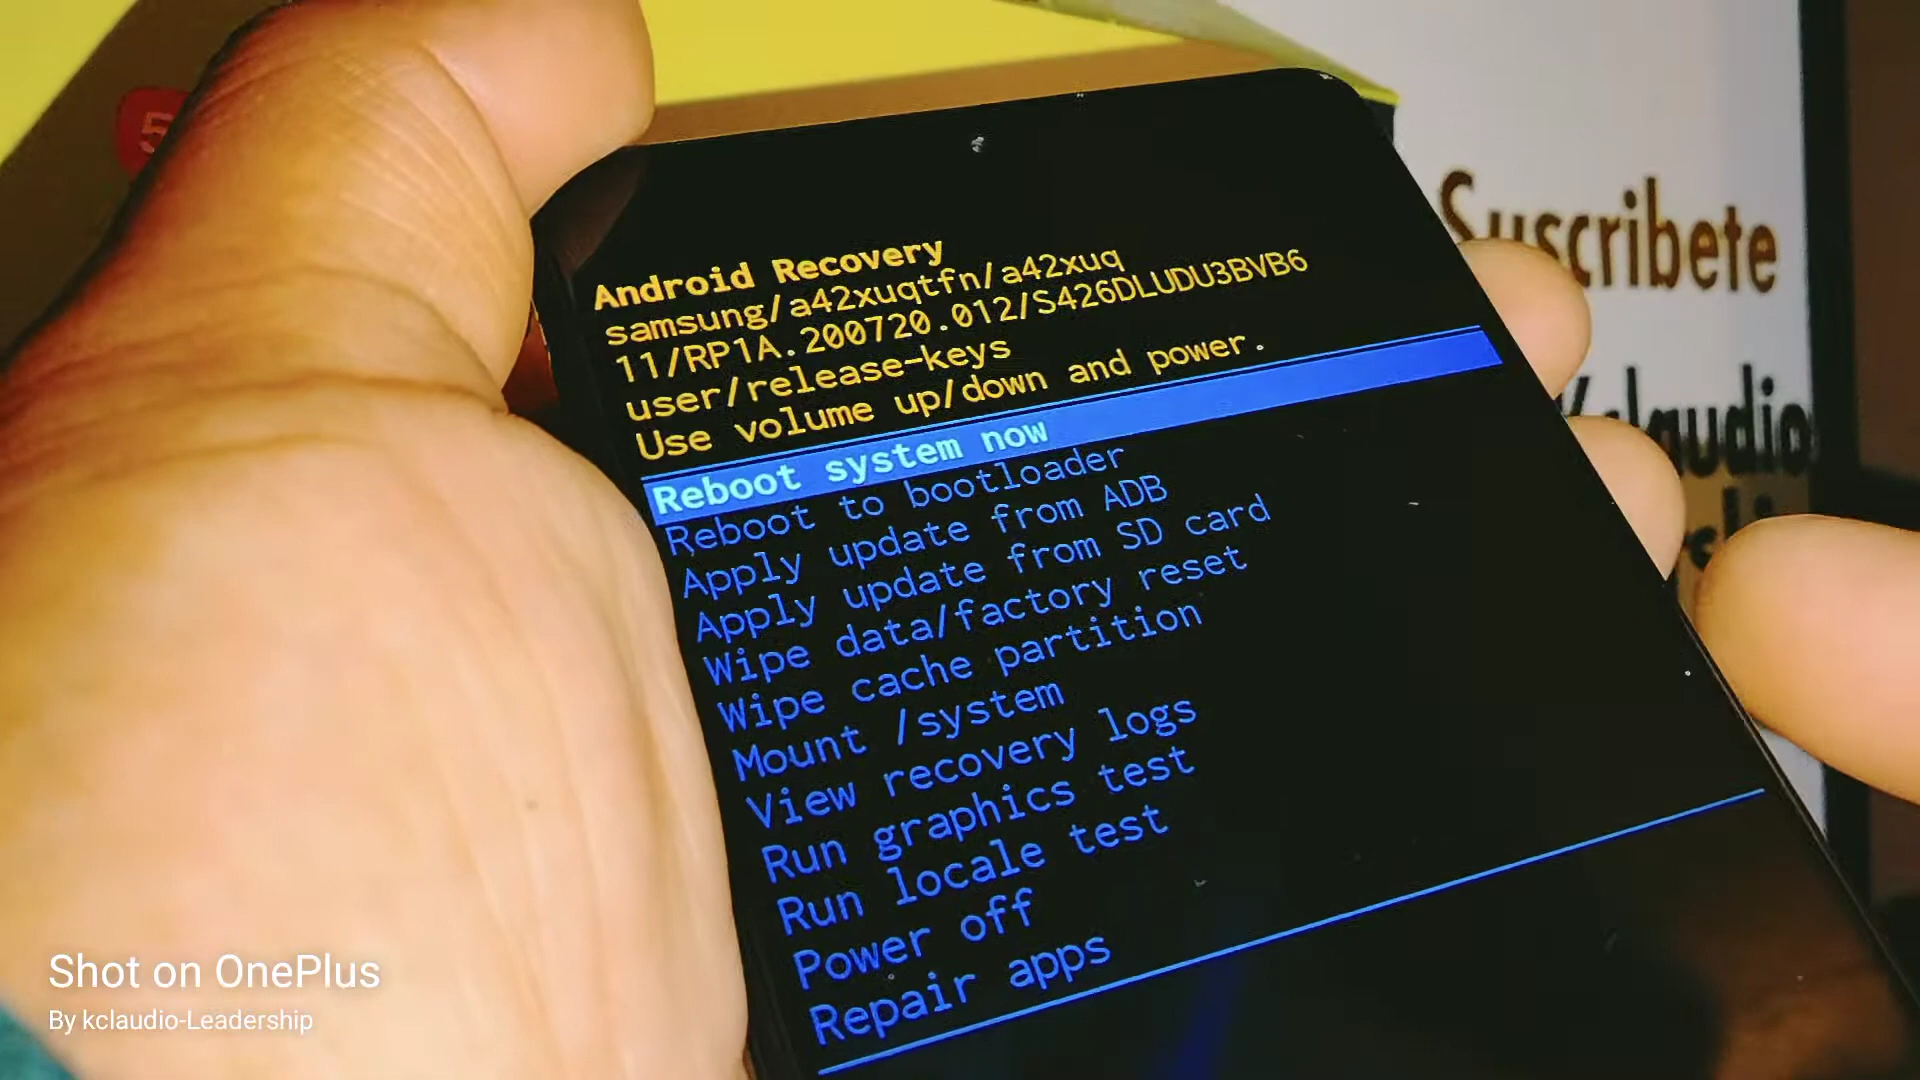 5
Android Recovery
samsung/a42xuqtfn/a42xuq
11/RP1A.200720.012/S426DLUDU3BVB6
user/release-keys
Use volume up/down and power.
Reboot system now
Reboot to bootloader
Apply update from ADB
Apply update from SD card
Wipe data/factory reset
Wipe cache partition
Mount /system
View recovery logs
Run graphics test
Run locale test
Power off
Repair apps
Suscribete
Kclaudio
Shot on OnePlus
By kclaudio-Leadership